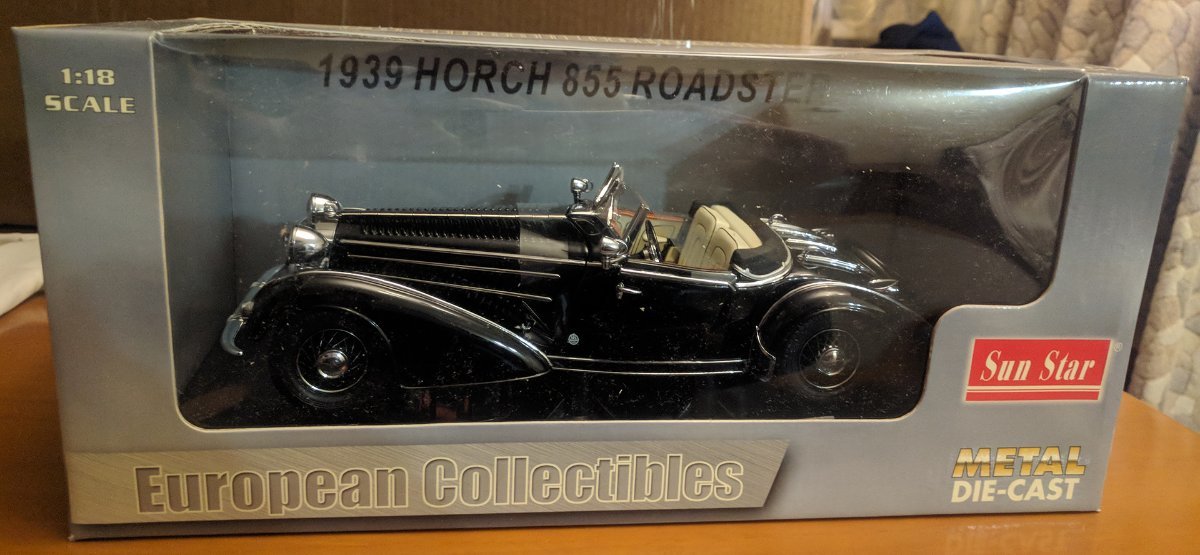 1:18
SCALE
1939 HORCH 855 ROADSTER
Sun Star®
European Collectibles
METAL
DIE-CAST